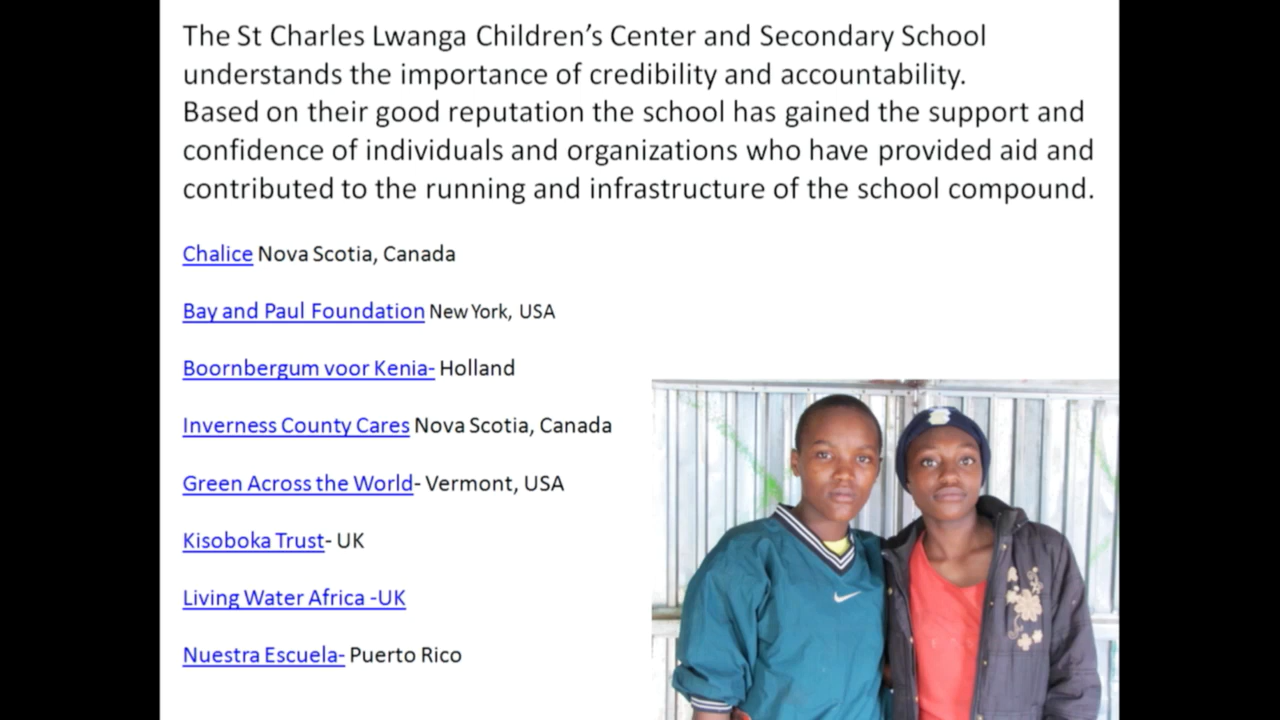 The St Charles Lwanga Children’s Center and Secondary School
understands the importance of credibility and accountability.
Based on their good reputation the school has gained the support and
confidence of individuals and organizations who have provided aid and
contributed to the running and infrastructure of the school compound.
Chalice Nova Scotia, Canada
Bay and Paul Foundation New York, USA
Boornbergum voor Kenia- Holland
Inverness County Cares Nova Scotia, Canada
Green Across the World- Vermont, USA
Kisoboka Trust- UK
Living Water Africa -UK
Nuestra Escuela- Puerto Rico